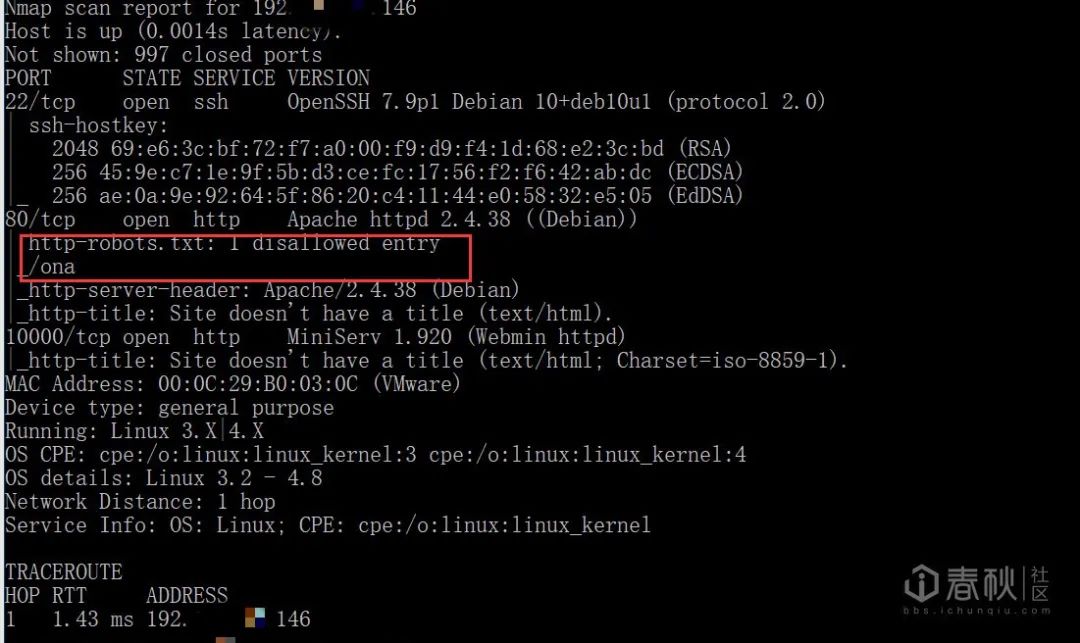 Nmap scan report for 192. .146
Host is up (0.0014s latency).
Not shown: 997 closed ports
PORT STATE SERVICE VERSION
22/tcp open ssh OpenSSH 7.9p1 Debian 10+deb10u1 (protocol 2.0)
| ssh-hostkey:
| 2048 69:e6:3c:bf:72:f7:a0:00:f9:d9:f4:1d:68:e2:3c:bd (RSA)
| 256 45:9e:c7:1e:9f:5b:d3:ce:fc:17:56:f2:f6:42:ab:dc (ECDSA)
|_ 256 ae:0a:9e:92:64:5f:86:20:c4:11:44:e0:58:32:e5:05 (EdDSA)
80/tcp open http Apache httpd 2.4.38 ((Debian))
| http-robots.txt: 1 disallowed entry
|_/ona
|_http-server-header: Apache/2.4.38 (Debian)
|_http-title: Site doesn't have a title (text/html).
10000/tcp open http MiniServ 1.920 (Webmin httpd)
|_http-title: Site doesn't have a title (text/html; Charset=iso-8859-1).
MAC Address: 00:0C:29:B0:03:0C (VMware)
Device type: general purpose
Running: Linux 3.X|4.X
OS CPE: cpe:/o:linux:linux_kernel:3 cpe:/o:linux:linux_kernel:4
OS details: Linux 3.2 - 4.8
Network Distance: 1 hop
Service Info: OS: Linux; CPE: cpe:/o:linux:linux_kernel
TRACEROUTE
HOP RTT ADDRESS
1 1.43 ms 192. 146
春秋 社区
bbs.ichunqiu.com